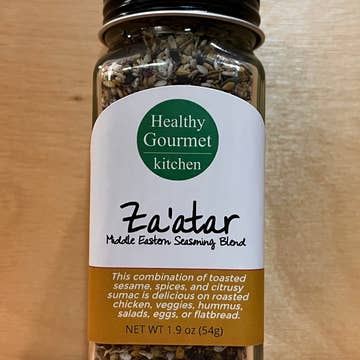 Healthy
Gourmet
kitchen
Za'atar
Middle Eastern Seasoning Blend
This combination of toasted
sesame, spices, and citrusy
sumac is delicious on roasted
chicken, veggies, hummus,
salads, eggs, or flatbread.
NET WT 1.9 oz (54g)